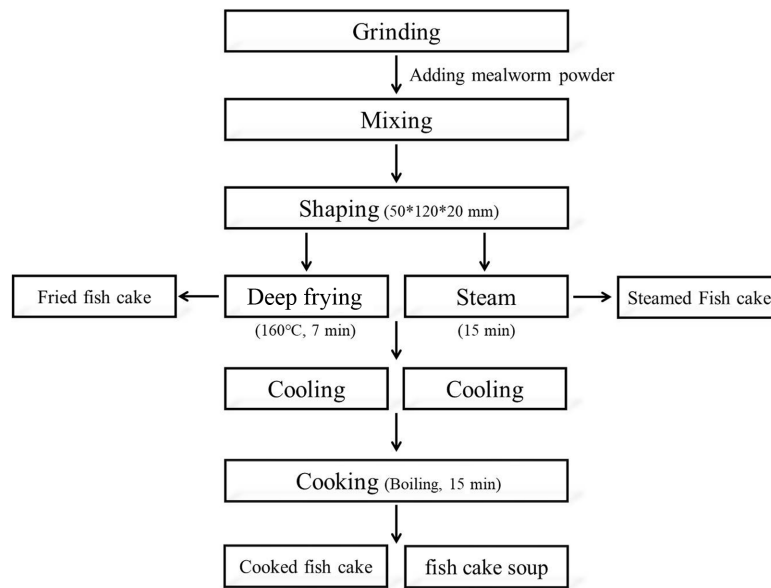 Grinding
Adding mealworm powder
Mixing
Shaping (50*120*20 mm)
Fried fish cake
Deep frying
Steam
Steamed Fish cake
(160℃, 7 min)
(15 min)
Cooling
Cooling
Cooking (Boiling, 15 min)
Cooked fish cake
fish cake soup